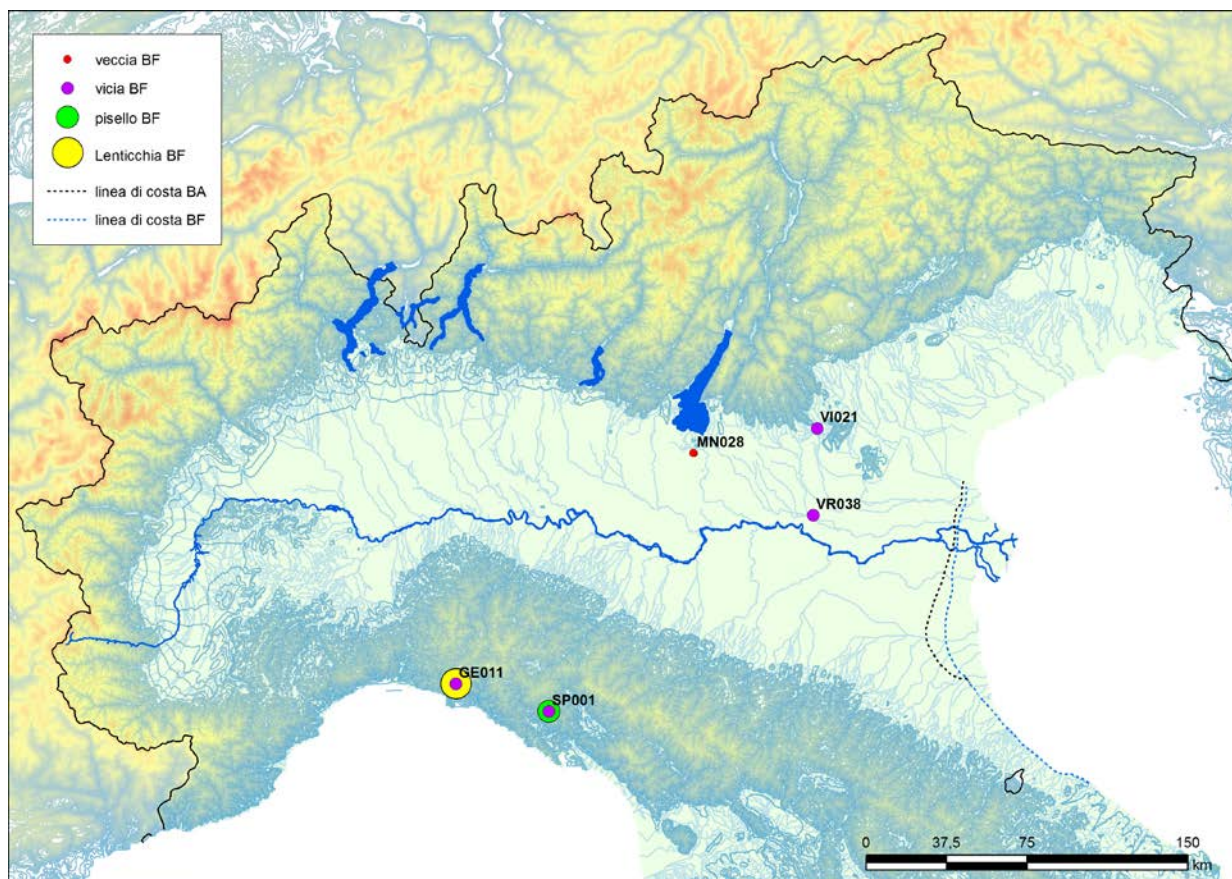 veccia BF
vicia BF
pisello BF
Lenticchia BF
linea di costa BA
linea di costa BF
VI021
MN028
VR038
GE011
SP001
0 37,5 75 150
km